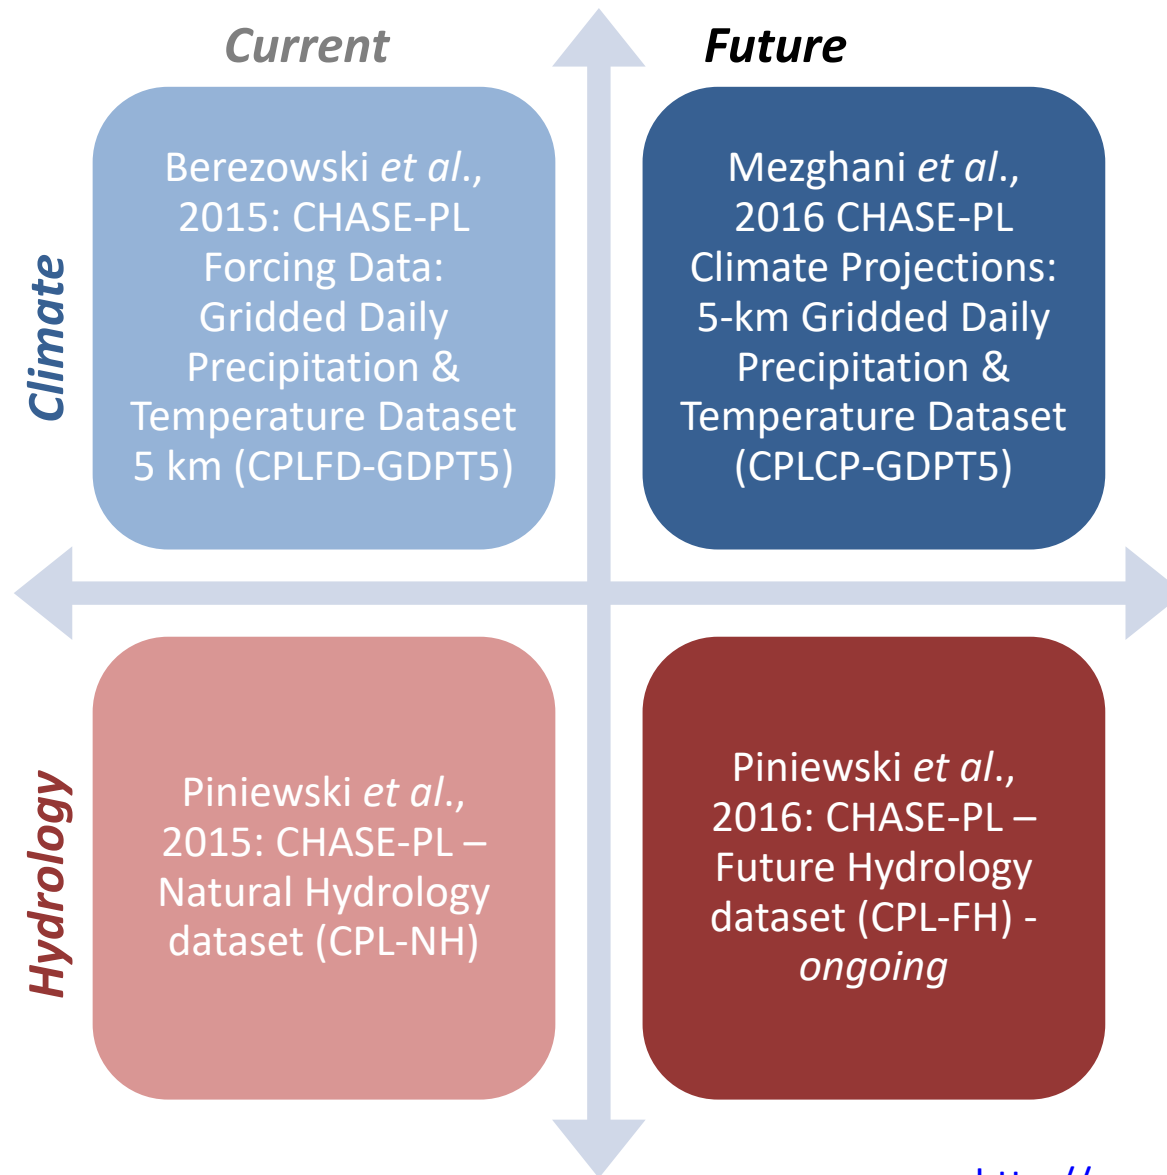 Current
Future
Climate
Berezowski et al.,
2015: CHASE-PL
Forcing Data:
Gridded Daily
Precipitation &
Temperature Dataset
5 km (CPLFD-GDPT5)
Mezghani et al.,
2016 CHASE-PL
Climate Projections:
5-km Gridded Daily
Precipitation &
Temperature Dataset
(CPLCP-GDPT5)
Hydrology
Piniewski et al.,
2015: CHASE-PL –
Natural Hydrology
dataset (CPL-NH)
Piniewski et al.,
2016: CHASE-PL –
Future Hydrology
dataset (CPL-FH) -
ongoing